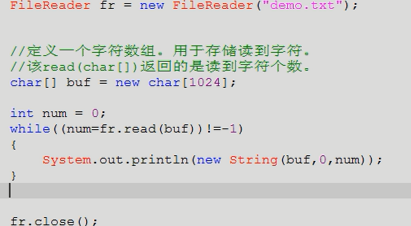 FileReader fr = new FileReader("demo.txt");
//定义一个字符数组。用于存储读到字符。
//该read(char[])返回的是读到字符个数。
char[] buf = new char[1024];
int num = 0;
while((num=fr.read(buf))!=-1)
{
System.out.println(new String(buf,0,num));
}
fr.close();